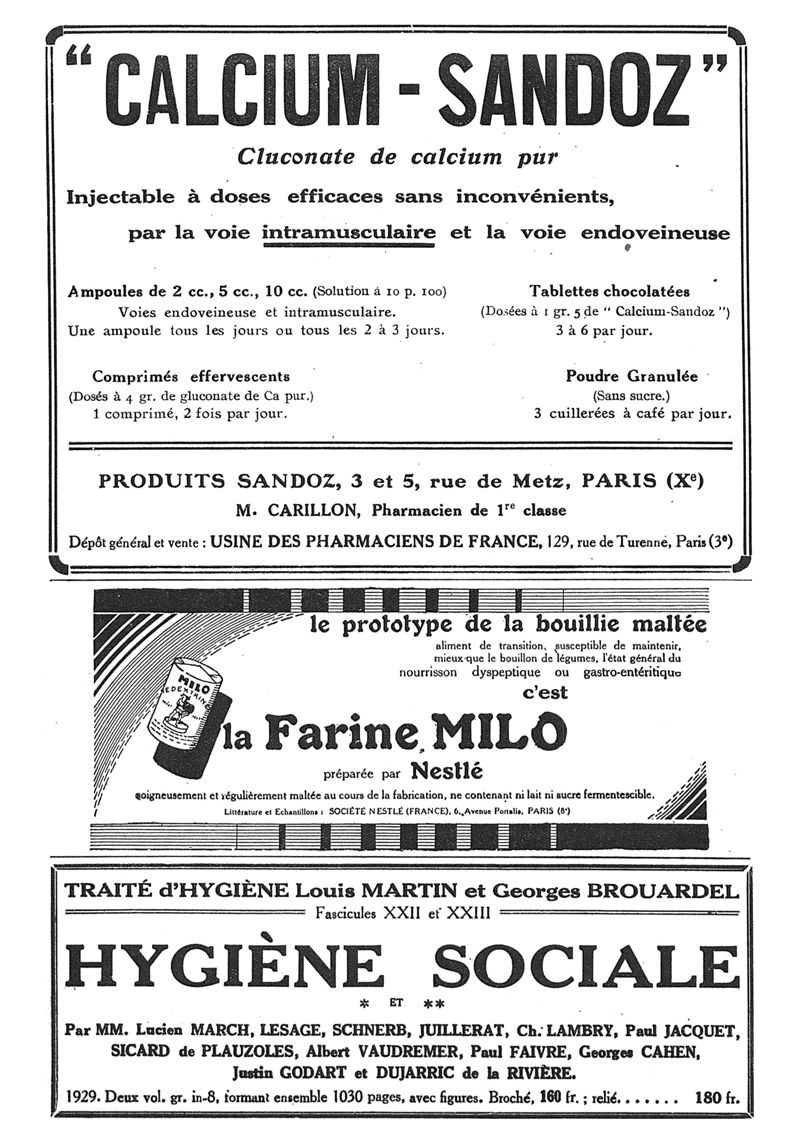 “CALCIUM - SANDOZ”
Cluconate de calcium pur
Injectable à doses efficaces sans inconvénients,
par la voie intramusculaire et la voie endoveineuse
Ampoules de 2 cc., 5 cc., 10 cc. (Solution à 10 p. 100)
Voies endoveineuse et intramusculaire.
Une ampoule tous les jours ou tous les 2 à 3 jours.
Tablettes chocolatées
(Dosées à 1 gr. 5 de “ Calcium-Sandoz ”)
3 à 6 par jour.
Comprimés effervescents
(Dosés à 4 gr. de gluconate de Ca pur.)
1 comprimé, 2 fois par jour.
Poudre Granulée
(Sans sucre.)
3 cuillerées à café par jour.
PRODUITS SANDOZ, 3 et 5, rue de Metz, PARIS (Xe)
M. CARILLON, Pharmacien de 1re classe
Dépôt général et vente : USINE DES PHARMACIENS DE FRANCE, 129, rue de Turenne, Paris (3e)
le prototype de la bouillie maltée
aliment de transition, susceptible de maintenir,
mieux que le bouillon de légumes, l'état général du
nourrisson dyspeptique ou gastro-entéritique
c'est
MILO
la Farine MILO
préparée par Nestlé
soigneusement et régulièrement maltée au cours de la fabrication, ne contenant ni lait ni sucre fermentescible.
Littérature et Echantillons : SOCIÉTÉ NESTLÉ (FRANCE), 6, Avenue Portalis, PARIS (8e)
TRAITÉ d'HYGIÈNE Louis MARTIN et Georges BROUARDEL
Fascicules XXII et XXIII
HYGIÈNE SOCIALE
* ET **
Par MM. Lucien MARCH, LESAGE, SCHNERB, JUILLERAT, Ch. LAMBRY, Paul JACQUET,
SICARD de PLAUZOLES, Albert VAUDREMER, Paul FAIVRE, Georges CAHEN,
Justin GODART et DUJARRIC de la RIVIÈRE.
1929. Deux vol. gr. in-8, formant ensemble 1030 pages, avec figures. Broché, 160 fr. ; relié....... 180 fr.